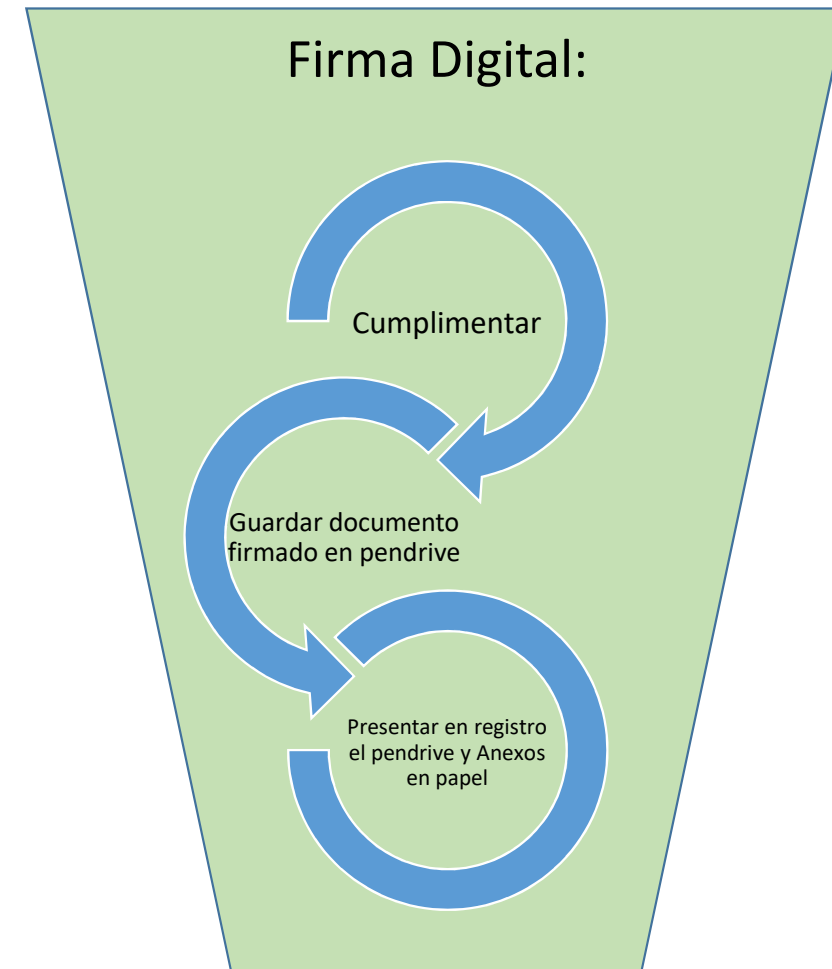 Firma Digital:
Cumplimentar
Guardar documento
firmado en pendrive
Presentar en registro
el pendrive y Anexos
en papel